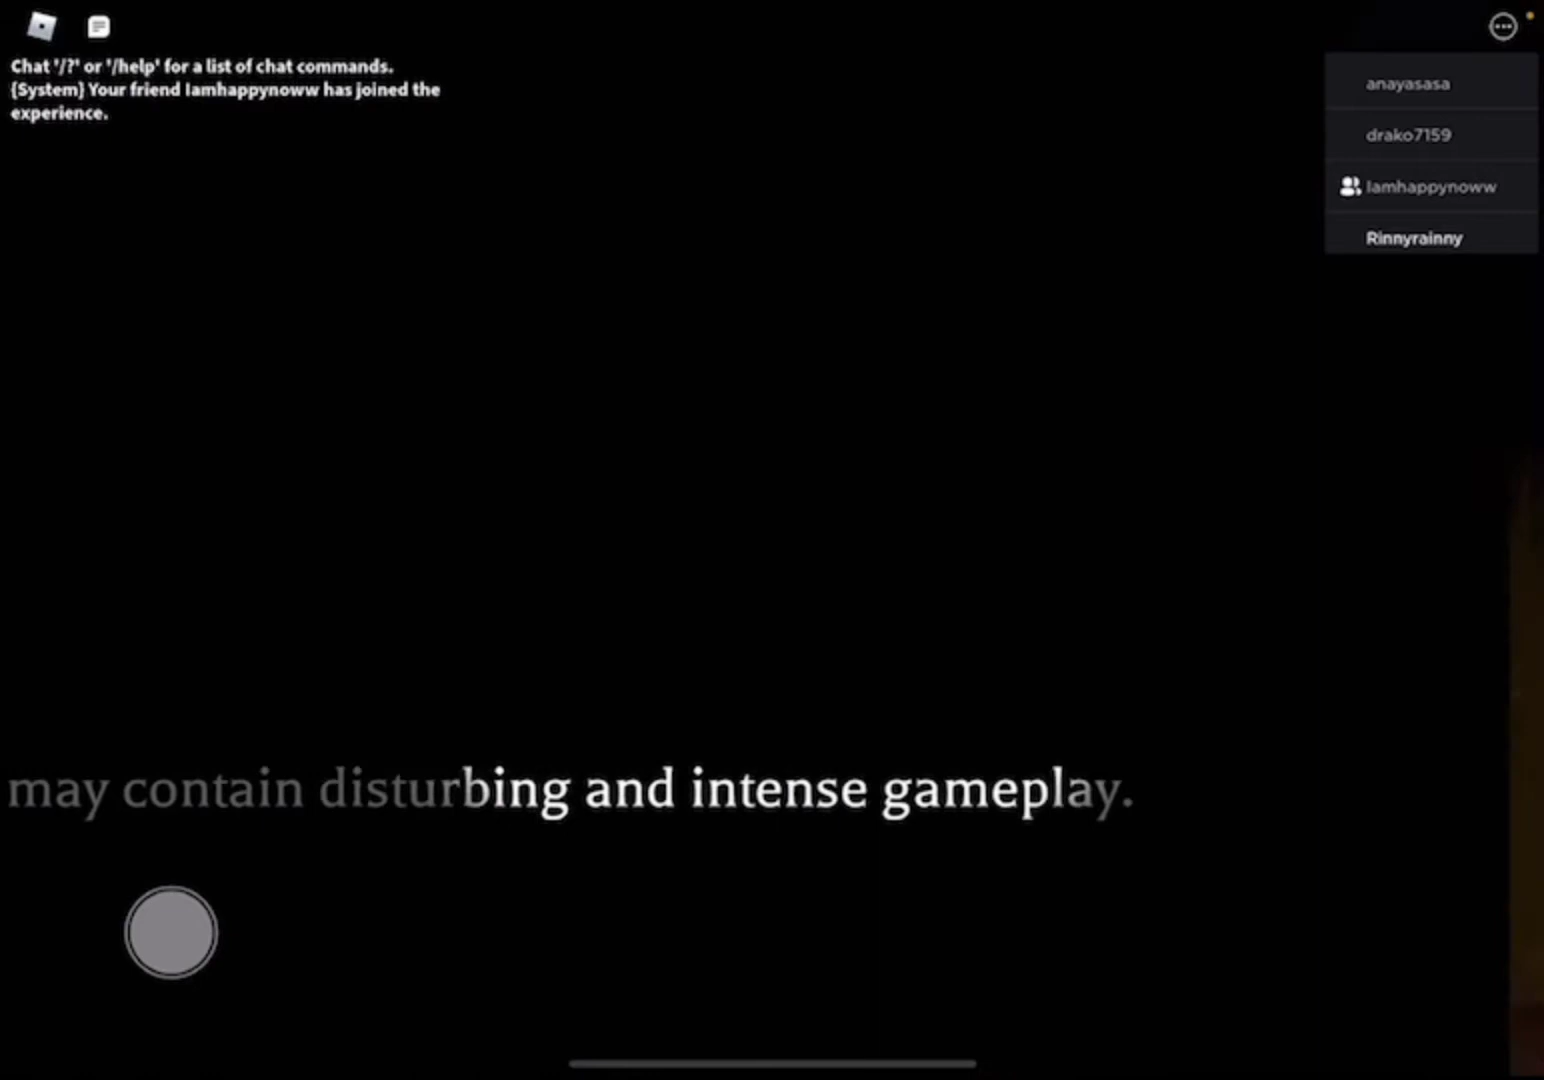 Chat '/?' or '/help' for a list of chat commands.
{System} Your friend Iamhappynoww has joined the
experience.
anayasasa
drako7159
Iamhappynoww
Rinnyrainny
may contain disturbing and intense gameplay.